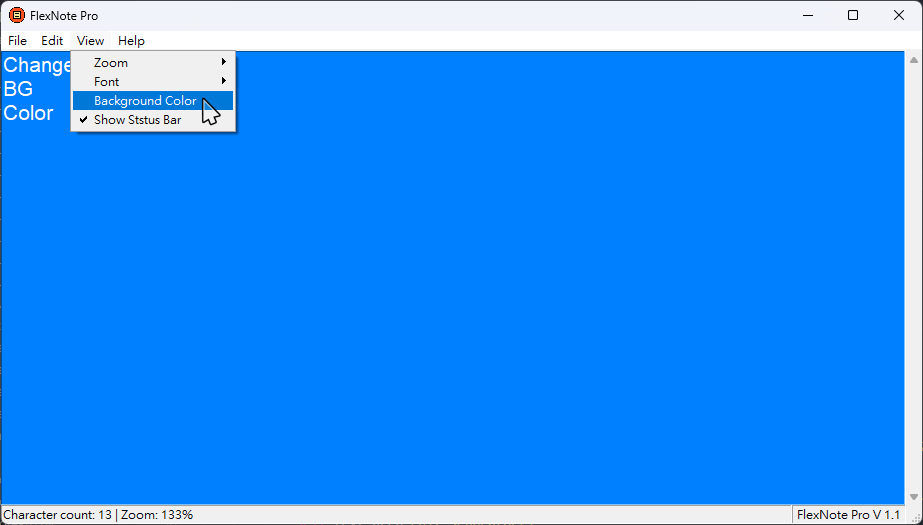 FlexNote Pro
File Edit View Help
Change
BG
Color
Zoom
Font
Background Color
Show Ststus Bar
Character count: 13 | Zoom: 133%
FlexNote Pro V 1.1